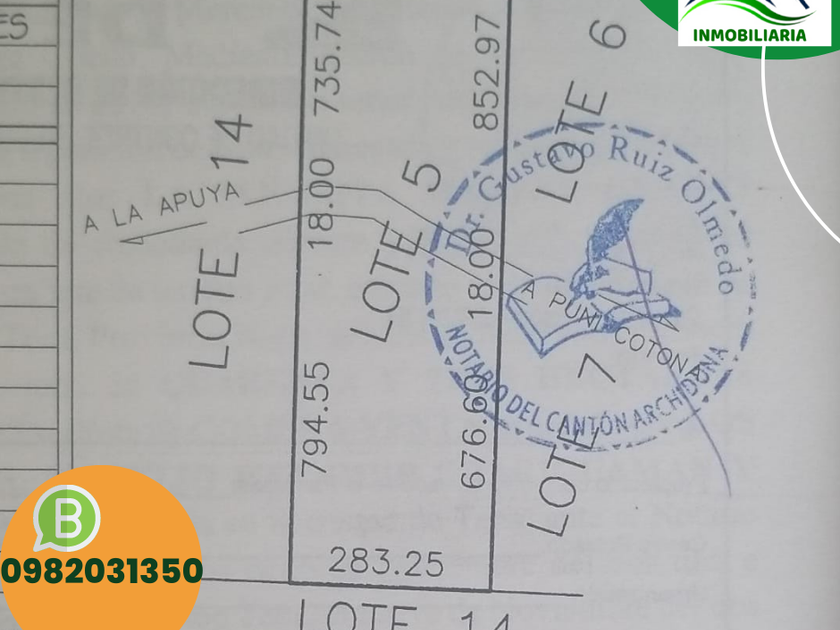 ES
INMOBILIARIA
735.74
852.97
LOTE 6
LOTE 14
18.00
A LA APUYA
LOTE 5
Dr. Gustavo Ruiz Olmedo
18.00
A PUNI COTONA
NOTARIO DEL CANTÓN ARCHIDONA
LOTE 7
794.55
676.60
283.25
0982031350
LOTE 14